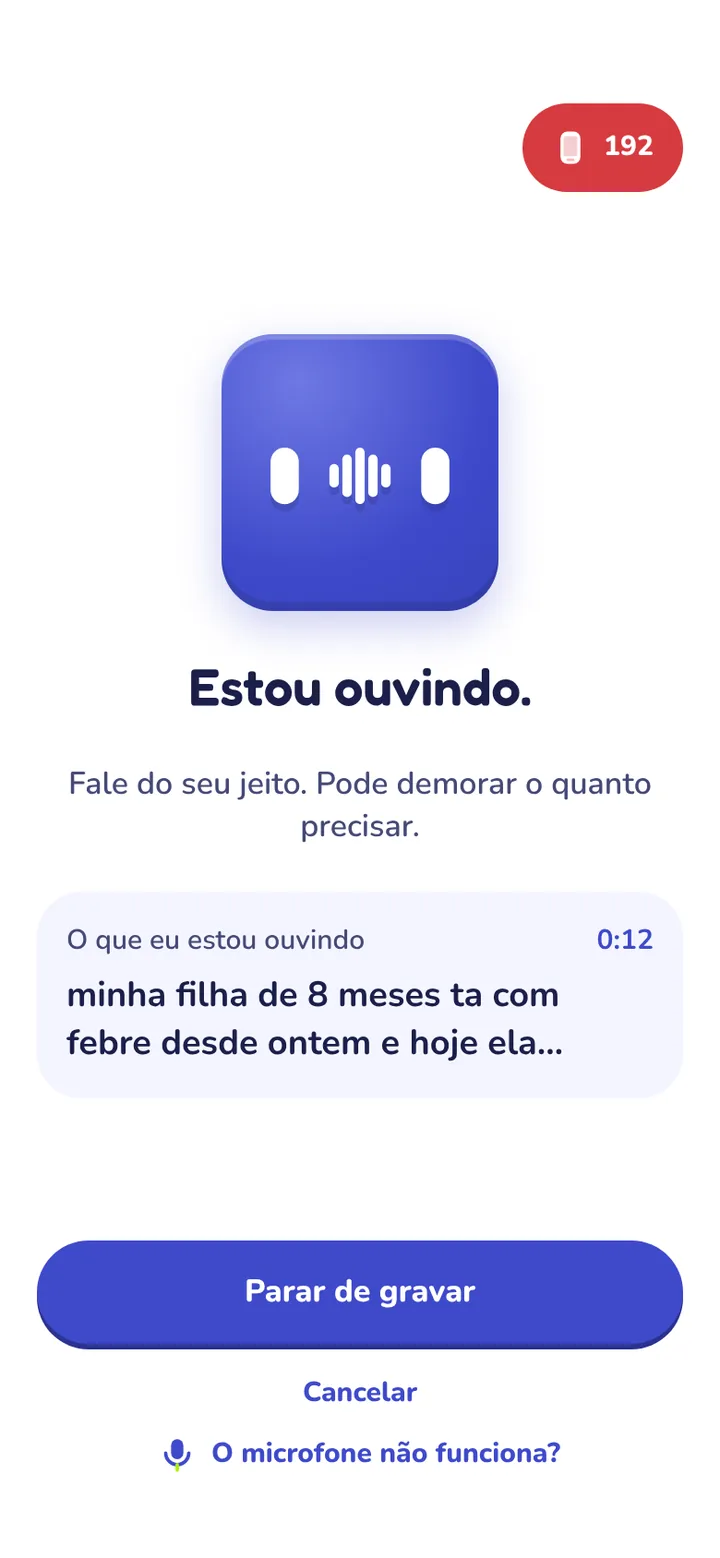 192
Estou ouvindo.
Fale do seu jeito. Pode demorar o quanto
precisar.
O que eu estou ouvindo
0:12
minha filha de 8 meses ta com
febre desde ontem e hoje ela...
Parar de gravar
Cancelar
O microfone não funciona?